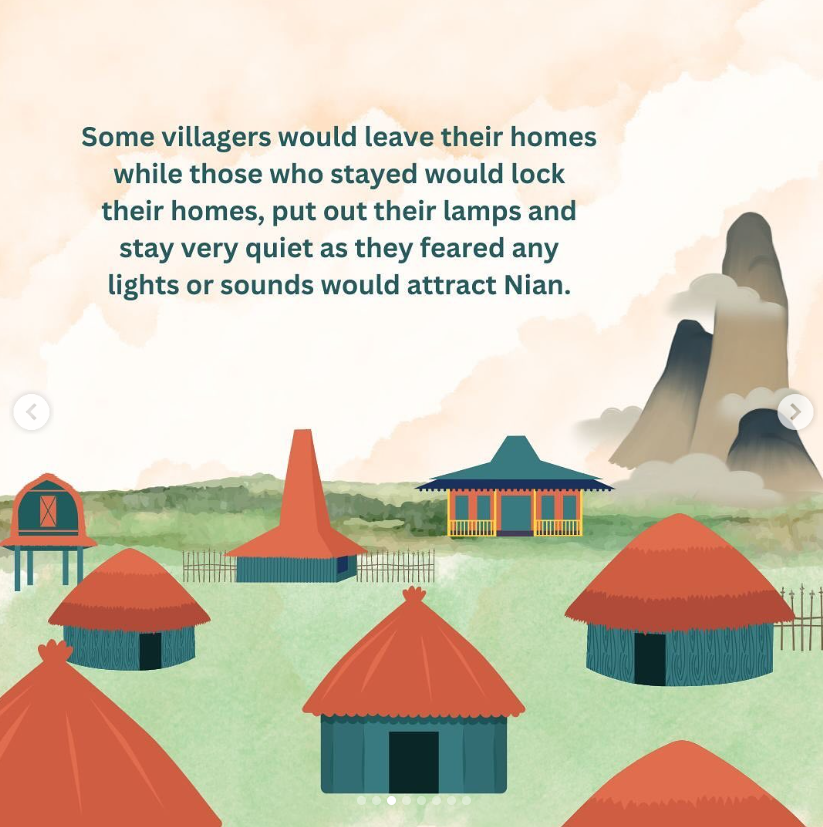 Some villagers would leave their homes
while those who stayed would lock
their homes, put out their lamps and
stay very quiet as they feared any
lights or sounds would attract Nian.